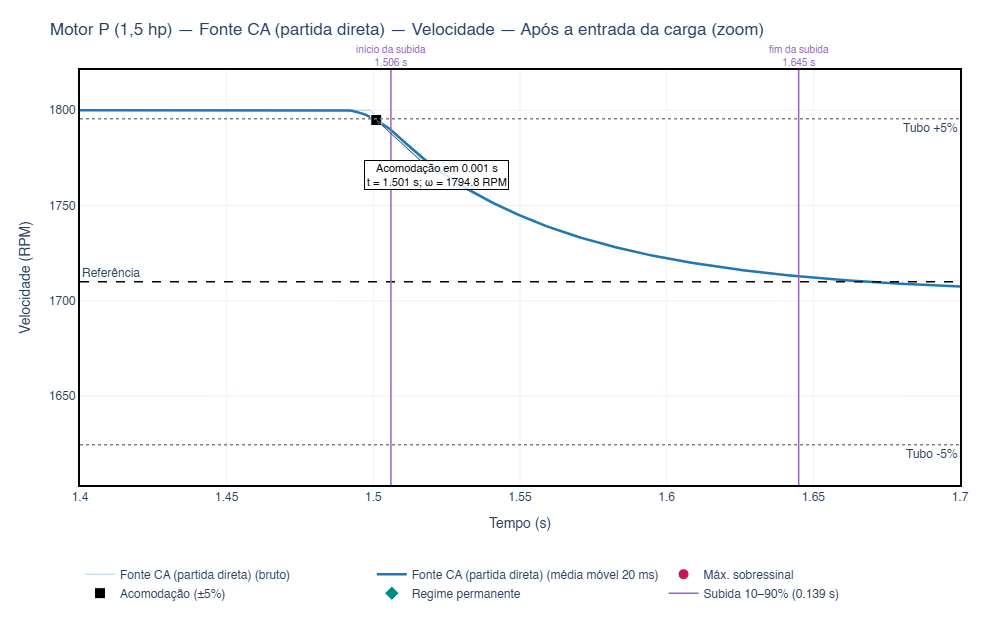 Motor P (1,5 hp) — Fonte CA (partida direta) — Velocidade — Após a entrada da carga (zoom)
início da subida
1.506 s
fim da subida
1.645 s
1800
Tubo +5%
Acomodação em 0.001 s
t = 1.501 s; ω = 1794.8 RPM
1750
Referência
1700
1650
Tubo -5%
Velocidade (RPM)
1.4
1.45
1.5
1.55
1.6
1.65
1.7
Tempo (s)
Fonte CA (partida direta) (bruto)
Fonte CA (partida direta) (média móvel 20 ms)
Máx. sobressinal
Acomodação (±5%)
Regime permanente
Subida 10–90% (0.139 s)